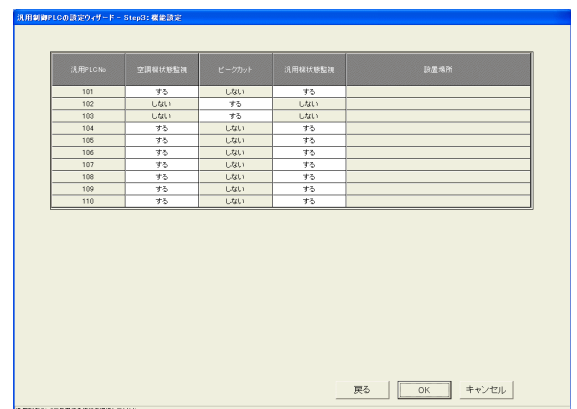 汎用制御PLCの設定ウィザード - Step3:機能設定
汎用PLCNo 空調機状態監視 ピークカット 汎用機状態監視 設置場所
101 する しない する
102 しない する しない
103 しない する しない
104 する しない する
105 する しない する
106 する しない する
107 する しない する
108 する しない する
109 する しない する
110 する しない する
戻る OK キャンセル